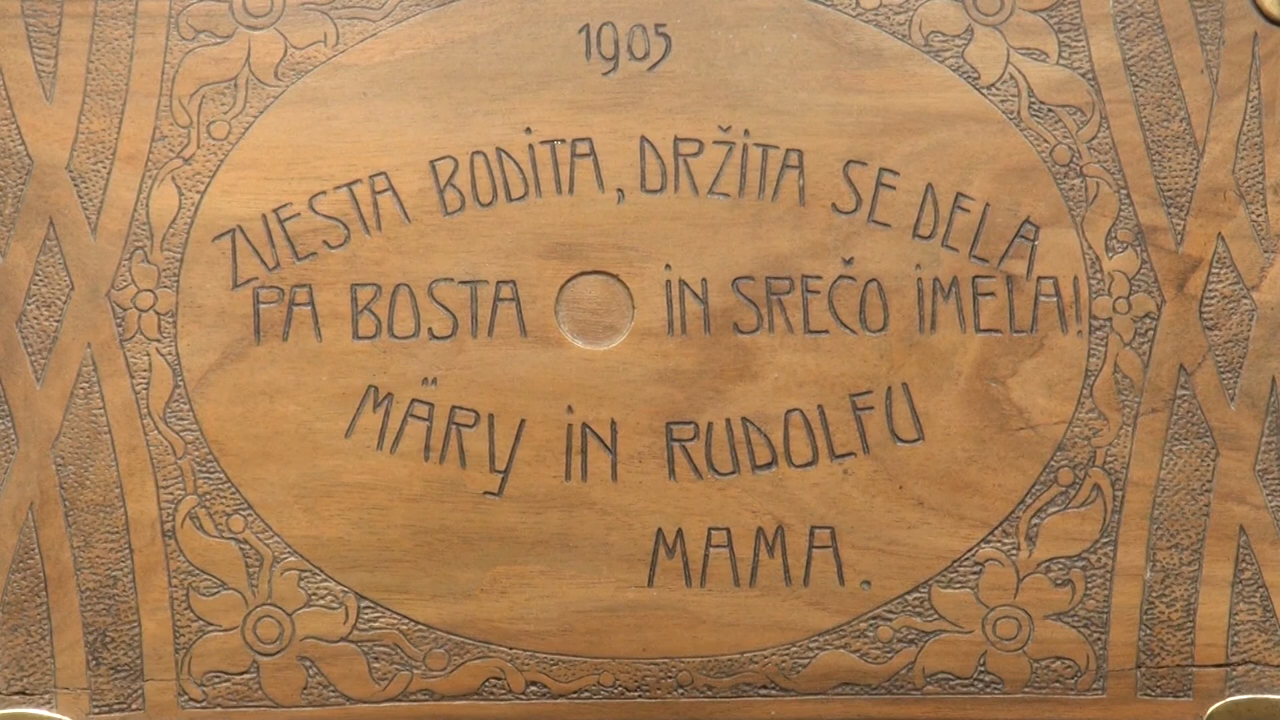 1905
ZVESTA BODITA, DRŽITA SE DELA
PA BOSTA IN SREČO IMELA!
MÄRY IN RUDOLFU
MAMA.